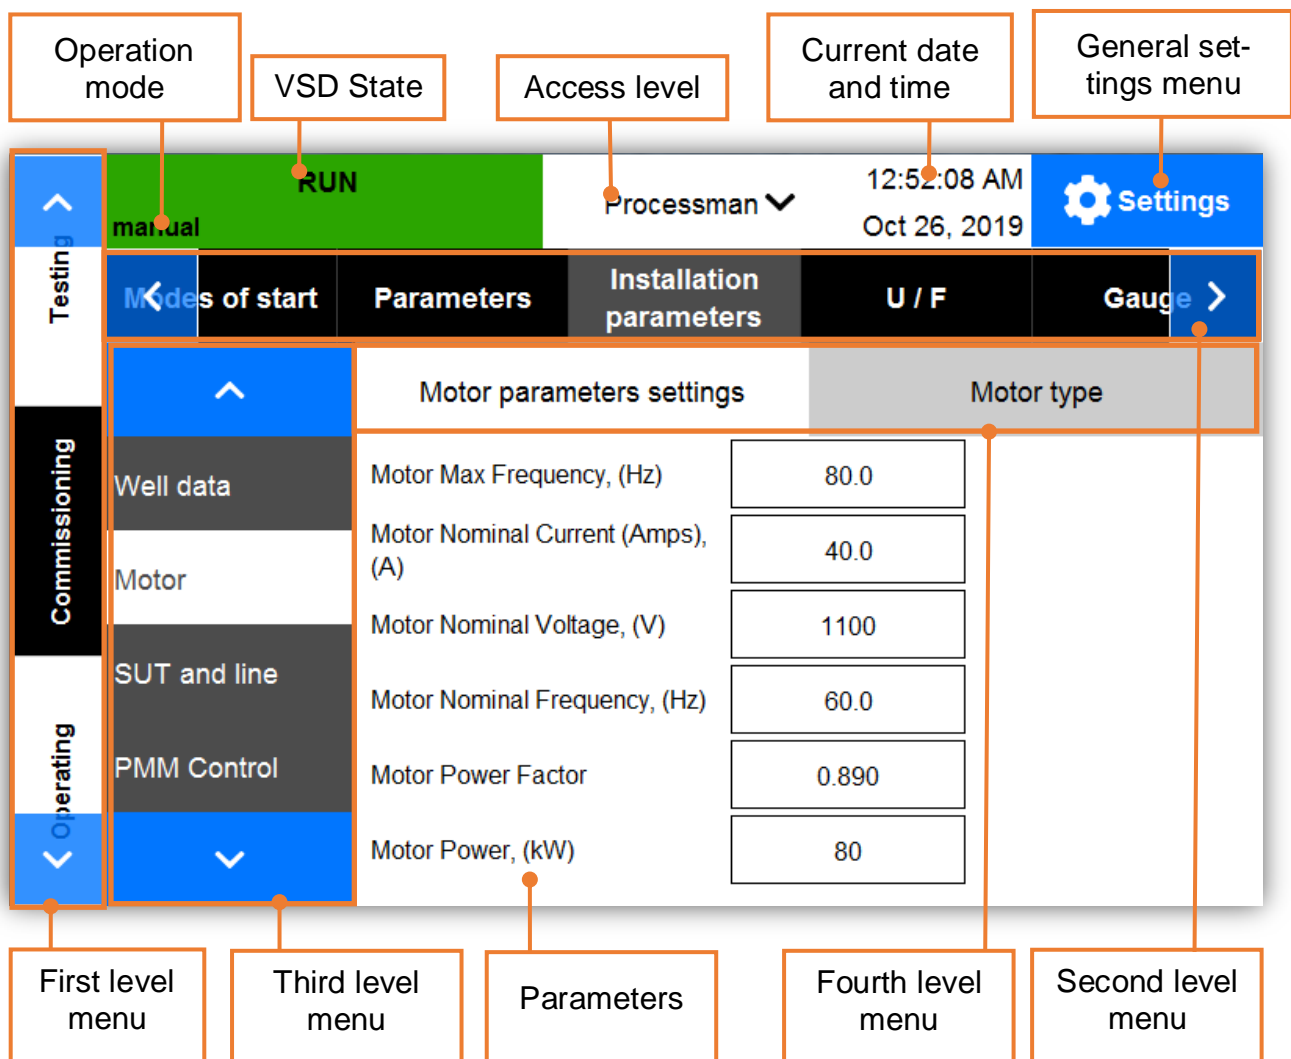 Operation
mode
VSD State
Access level
Current date
and time
General set-
tings menu
RUN
manual
Processman
12:52:08 AM
Oct 26, 2019
Settings
Testing
Commissioning
Operating
Modes of start
Parameters
Installation
parameters
U / F
Gauge
Motor parameters settings
Motor type
Well data
Motor
SUT and line
PMM Control
Motor Max Frequency, (Hz)
80.0
Motor Nominal Current (Amps),
(A)
40.0
Motor Nominal Voltage, (V)
1100
Motor Nominal Frequency, (Hz)
60.0
Motor Power Factor
0.890
Motor Power, (kW)
80
First level
menu
Third level
menu
Parameters
Fourth level
menu
Second level
menu